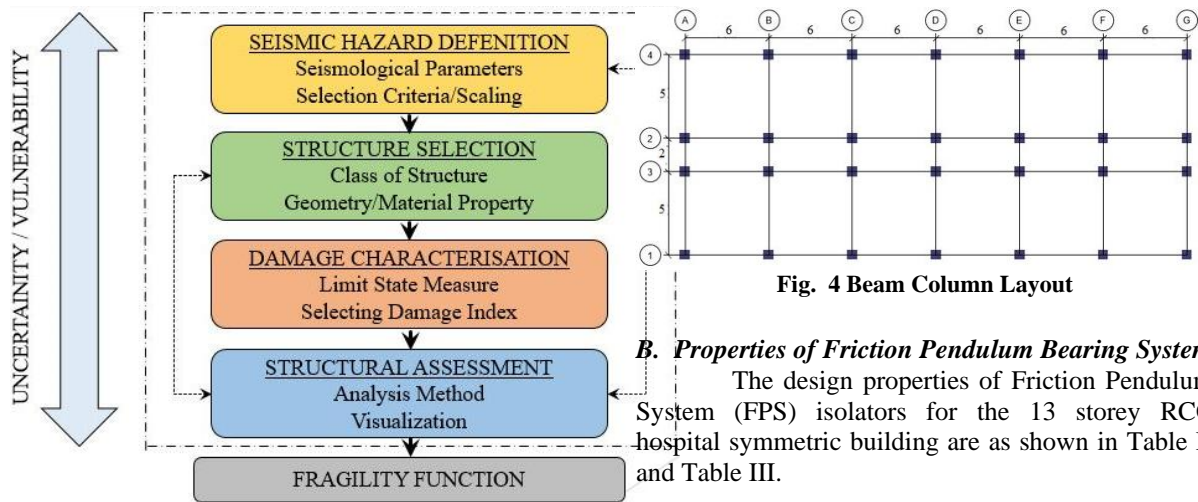 UNCERTAINITY / VULNERABILITY
SEISMIC HAZARD DEFENITION
Seismological Parameters
Selection Criteria/Scaling
STRUCTURE SELECTION
Class of Structure
Geometry/Material Property
DAMAGE CHARACTERISATION
Limit State Measure
Selecting Damage Index
STRUCTURAL ASSESSMENT
Analysis Method
Visualization
FRAGILITY FUNCTION
A B C D E F G
6 6 6 6 6 6
4
5
2
2
3
5
1
Fig. 4 Beam Column Layout
B. Properties of Friction Pendulum Bearing System
The design properties of Friction Pendulum
System (FPS) isolators for the 13 storey RCC
hospital symmetric building are as shown in Table I
and Table III.